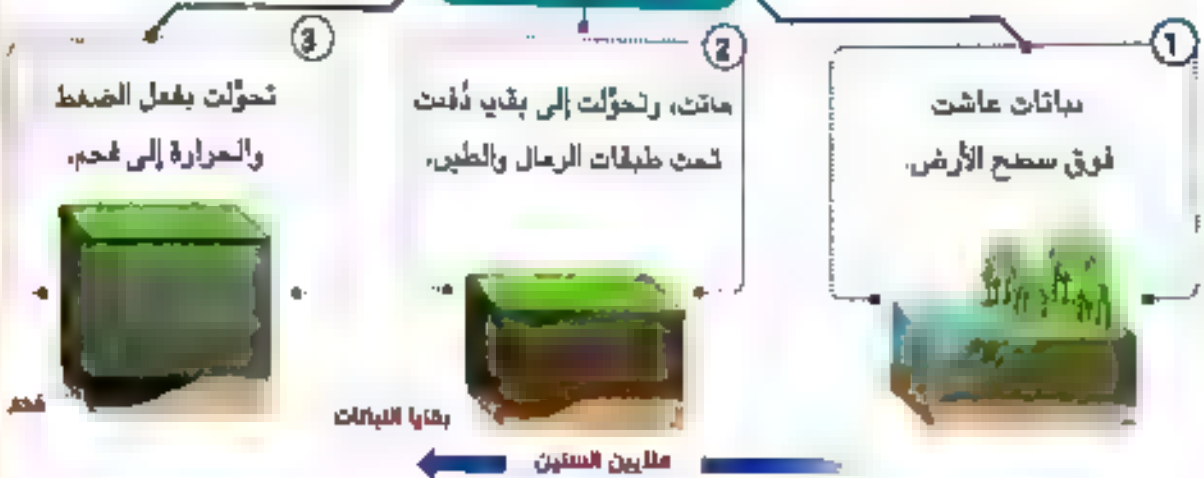 1
نباتات عاشت
فوق سطح الأرض.
2
ماتت، وتحوّلت إلى بقايا دُفنت
تحت طبقات الرمال والطين.
3
تحوّلت بفعل الضغط
والحرارة إلى فحم.
بقايا النباتات
فحم
ملايين السنين